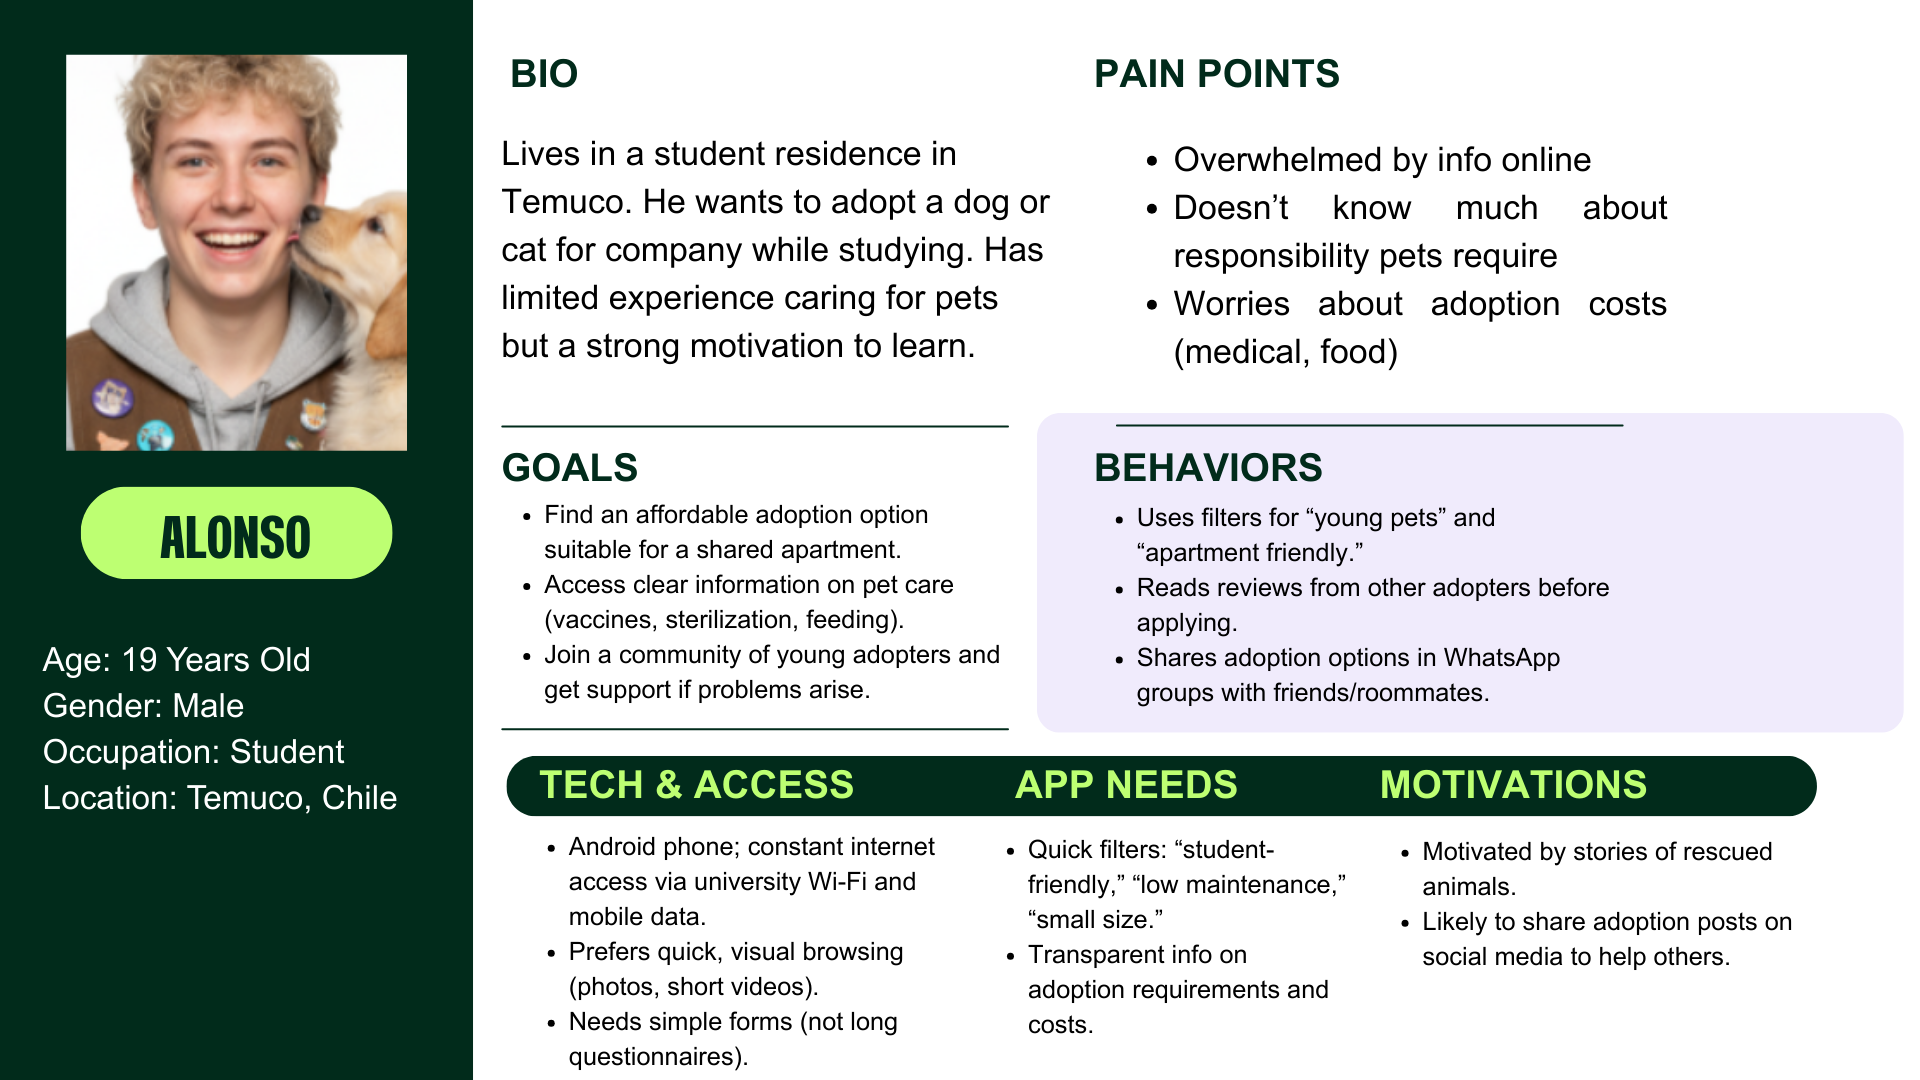 ALONSO
Age: 19 Years Old
Gender: Male
Occupation: Student
Location: Temuco, Chile
BIO
Lives in a student residence in
Temuco. He wants to adopt a dog or
cat for company while studying. Has
limited experience caring for pets
but a strong motivation to learn.
PAIN POINTS
• Overwhelmed by info online
• Doesn’t know much about
responsibility pets require
• Worries about adoption costs
(medical, food)
GOALS
• Find an affordable adoption option
suitable for a shared apartment.
• Access clear information on pet care
(vaccines, sterilization, feeding).
• Join a community of young adopters and
get support if problems arise.
BEHAVIORS
• Uses filters for “young pets” and
“apartment friendly.”
• Reads reviews from other adopters before
applying.
• Shares adoption options in WhatsApp
groups with friends/roommates.
TECH & ACCESS
• Android phone; constant internet
access via university Wi-Fi and
mobile data.
• Prefers quick, visual browsing
(photos, short videos).
• Needs simple forms (not long
questionnaires).
APP NEEDS
• Quick filters: “student-
friendly,” “low maintenance,”
“small size.”
• Transparent info on
adoption requirements and
costs.
MOTIVATIONS
• Motivated by stories of rescued
animals.
• Likely to share adoption posts on
social media to help others.